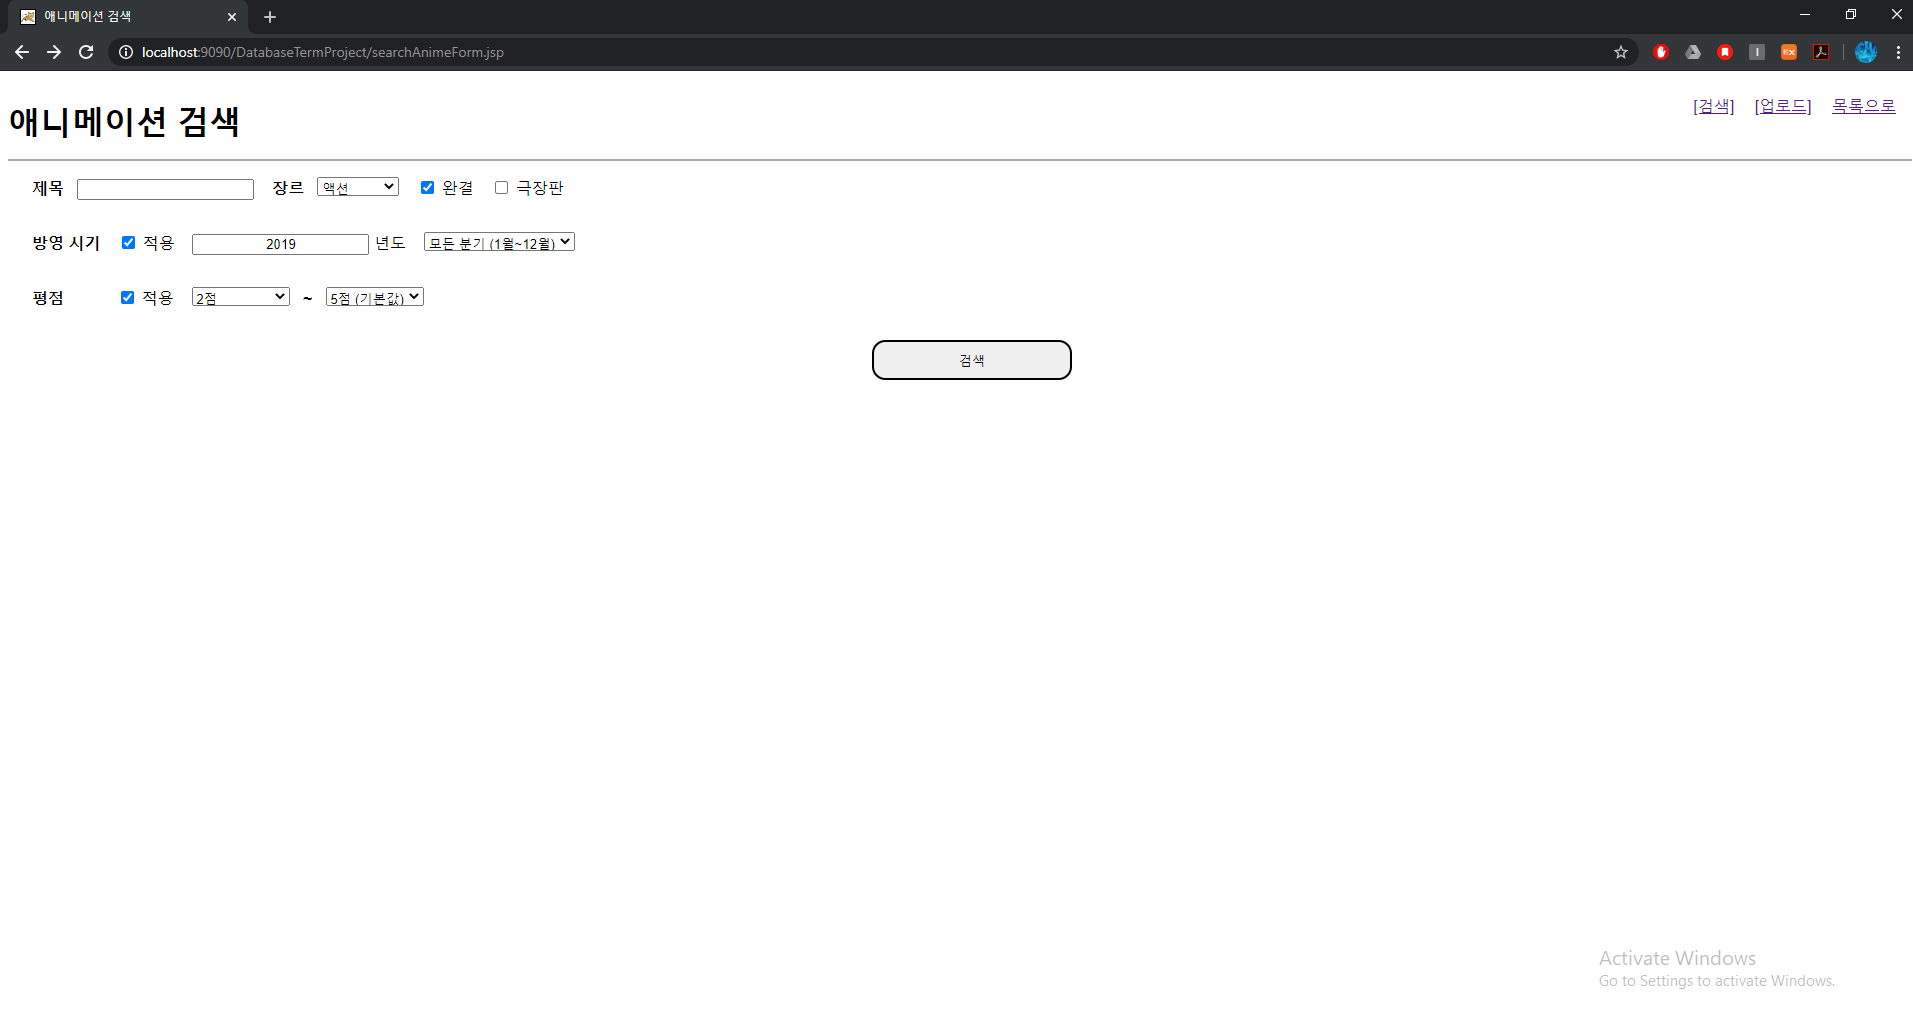 애니메이션 검색
localhost:9090/DatabaseTermProject/searchAnimeForm.jsp
애니메이션 검색
[검색] [업로드] 목록으로
제목 장르 액션 완결 극장판
방영 시기 적용 2019 년도 모든 분기 (1월~12월)
평점 적용 2점 ~ 5점 (기본값)
검색
Activate Windows
Go to Settings to activate Windows.